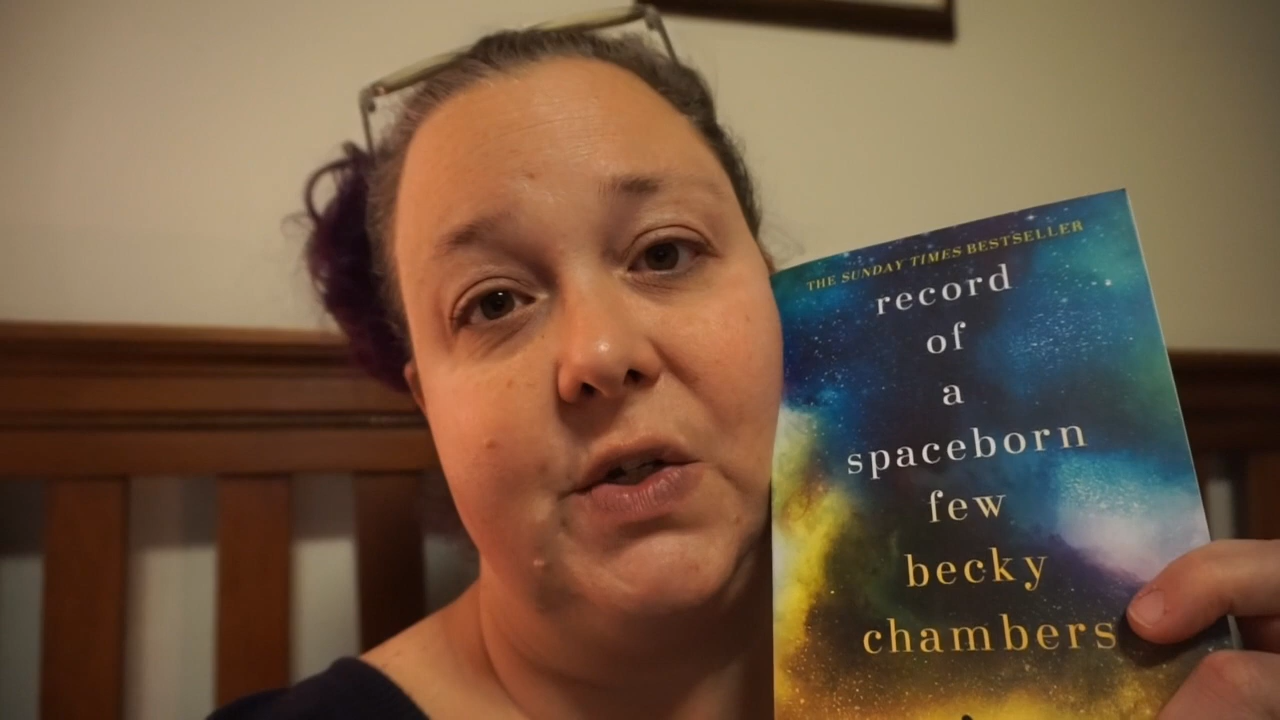 THE SUNDAY TIMES BESTSELLER
record
of
a
spaceborn
few
becky
chambers